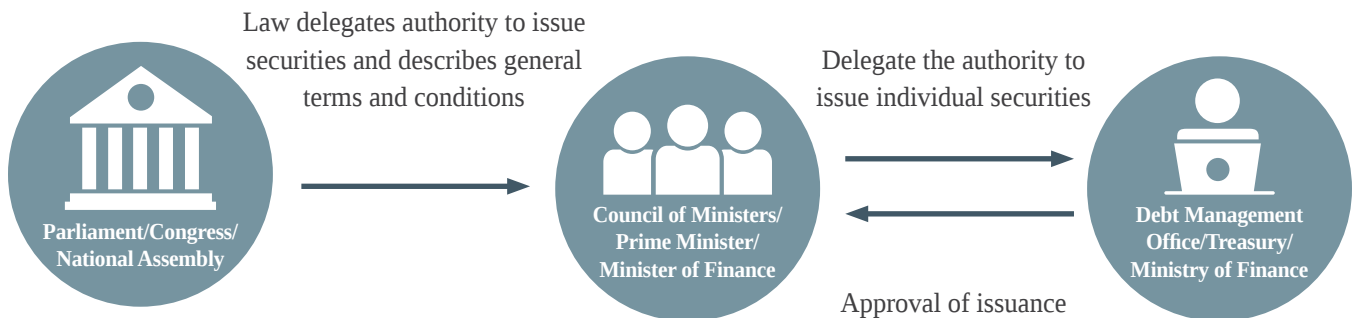 Law delegates authority to issue
securities and describes general
terms and conditions
Delegate the authority to
issue individual securities
Parliament/Congress/
National Assembly
Council of Ministers/
Prime Minister/
Minister of Finance
Debt Management
Office/Treasury/
Ministry of Finance
Approval of issuance